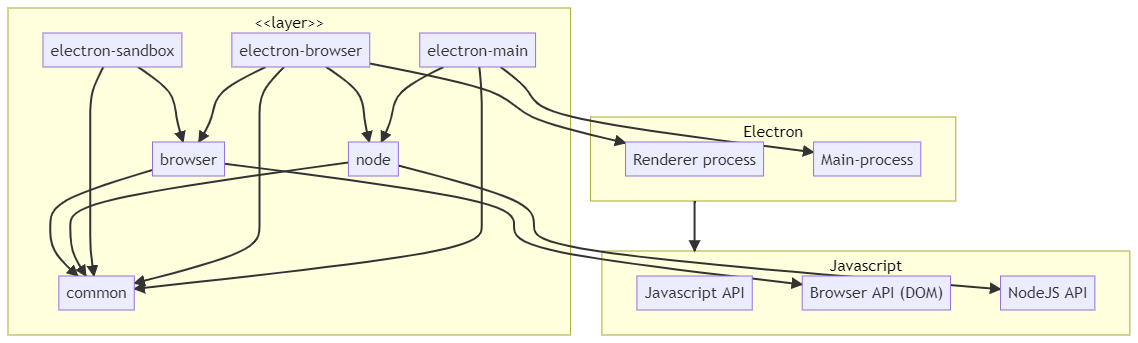 <<layer>>
electron-sandbox
electron-browser
electron-main
browser
node
common
Electron
Renderer process
Main-process
Javascript
Javascript API
Browser API (DOM)
NodeJS API